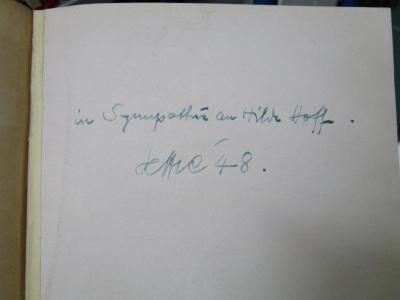 in Sympathie an Hilde Hoff.
48.